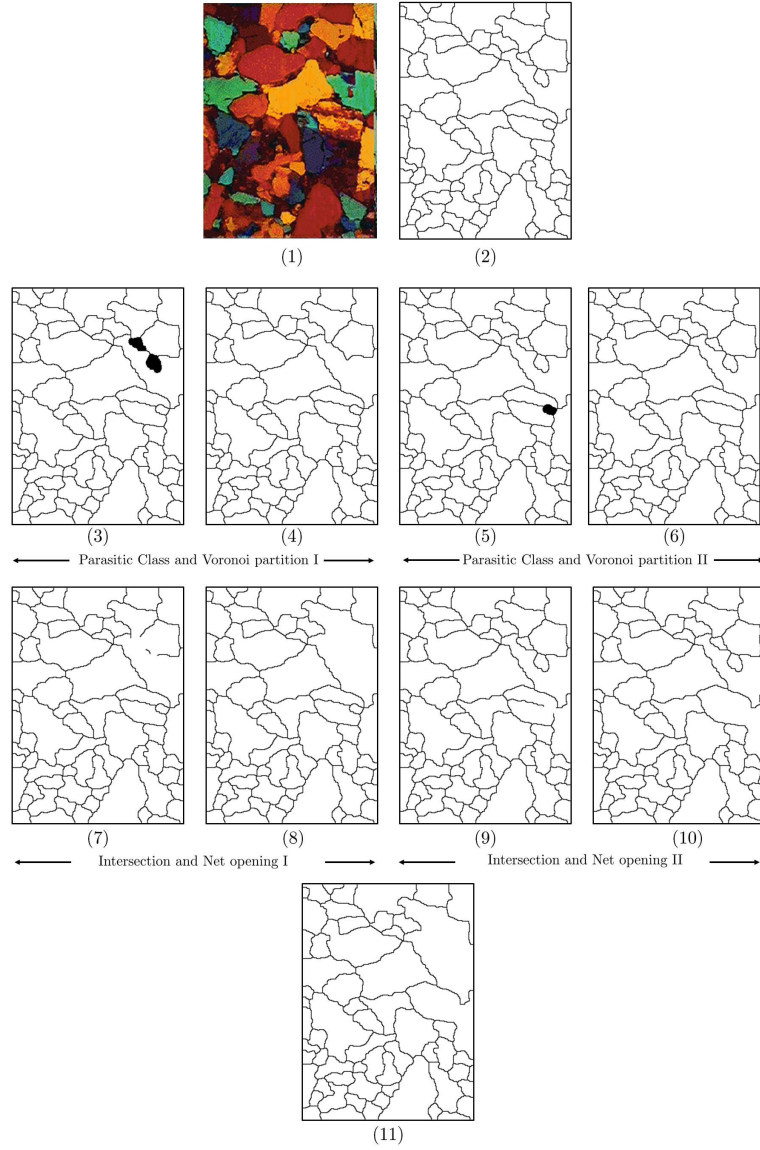 (1) (2)
(3) (4) (5) (6)
Parasitic Class and Voronoi partition I Parasitic Class and Voronoi partition II
(7) (8) (9) (10)
Intersection and Net opening I Intersection and Net opening II
(11)